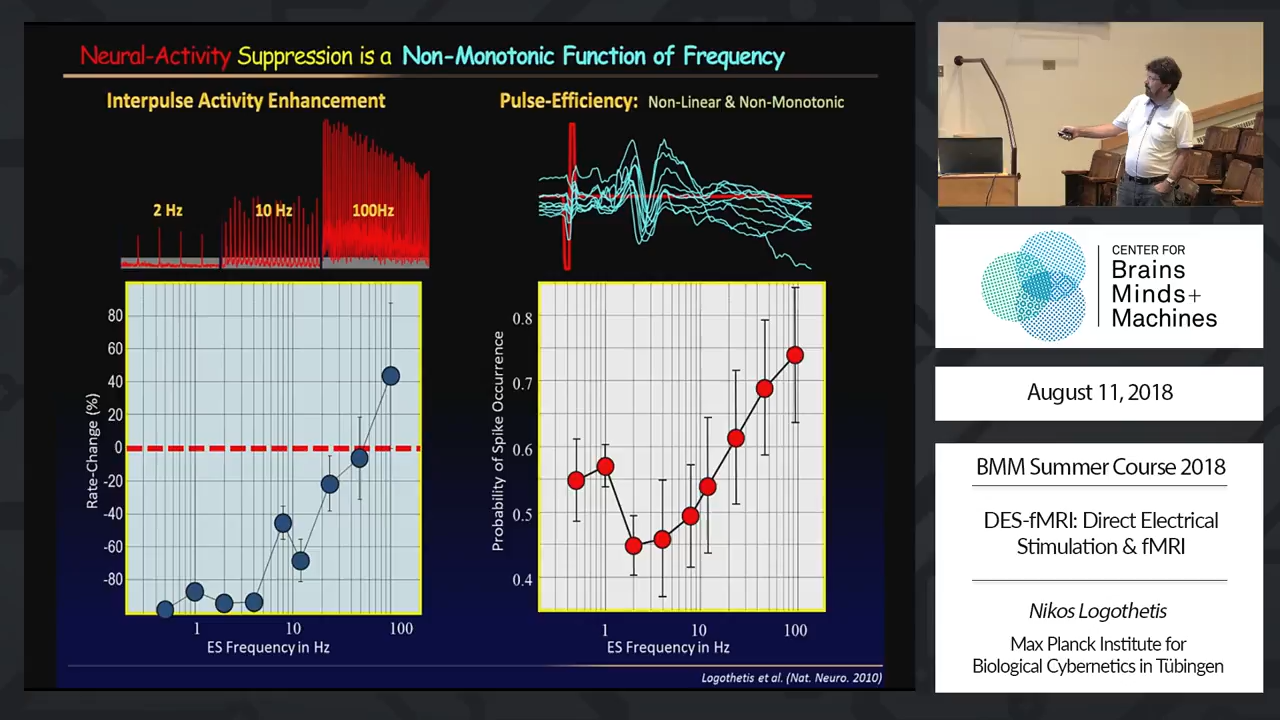 Neural-Activity Suppression is a Non-Monotonic Function of Frequency
Interpulse Activity Enhancement
2 Hz
10 Hz
100Hz
80
60
40
20
0
-20
-40
-60
-80
Rate-Change (%)
1
10
100
ES Frequency in Hz
Pulse-Efficiency: Non-Linear & Non-Monotonic
0.8
0.7
0.6
0.5
0.4
Probability of Spike Occurrence
1
10
100
ES Frequency in Hz
Logothetis et al. (Nat. Neuro. 2010)
CENTER FOR
Brains
Minds+
Machines
August 11, 2018
BMM Summer Course 2018
DES-fMRI: Direct Electrical
Stimulation & fMRI
Nikos Logothetis
Max Planck Institute for
Biological Cybernetics in Tübingen